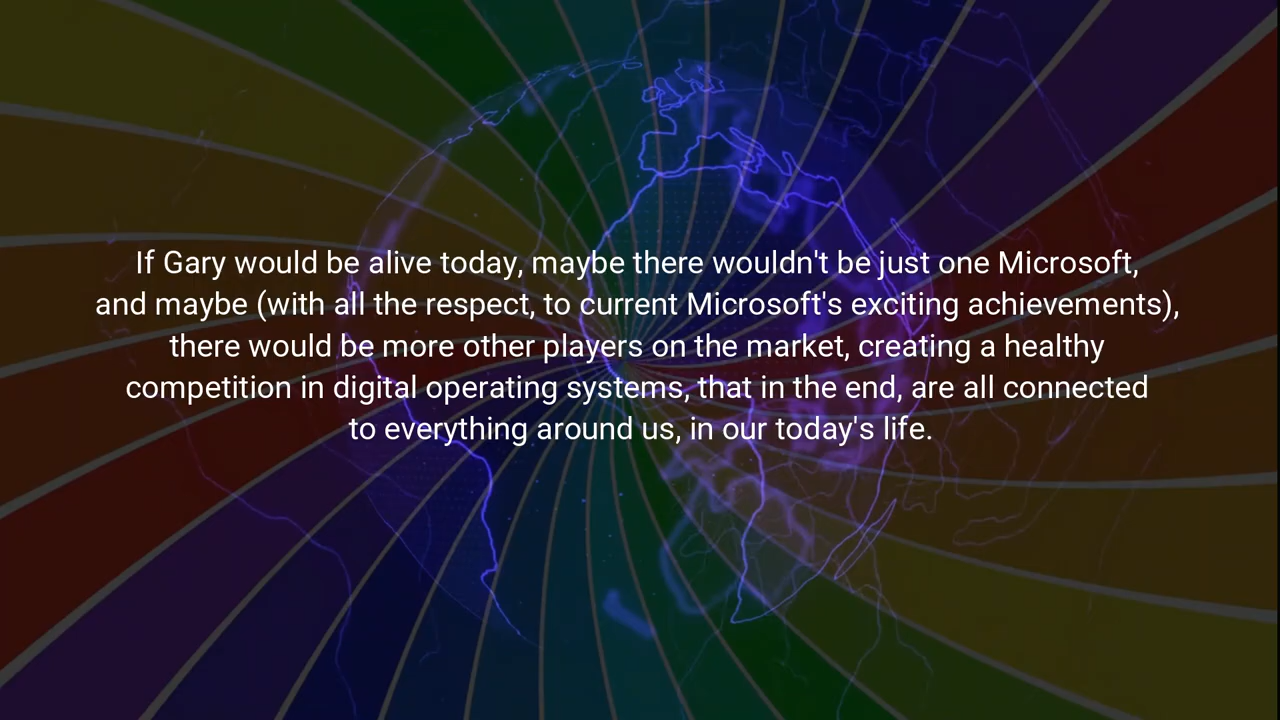 If Gary would be alive today, maybe there wouldn't be just one Microsoft,
and maybe (with all the respect, to current Microsoft's exciting achievements),
there would be more other players on the market, creating a healthy
competition in digital operating systems, that in the end, are all connected
to everything around us, in our today's life.